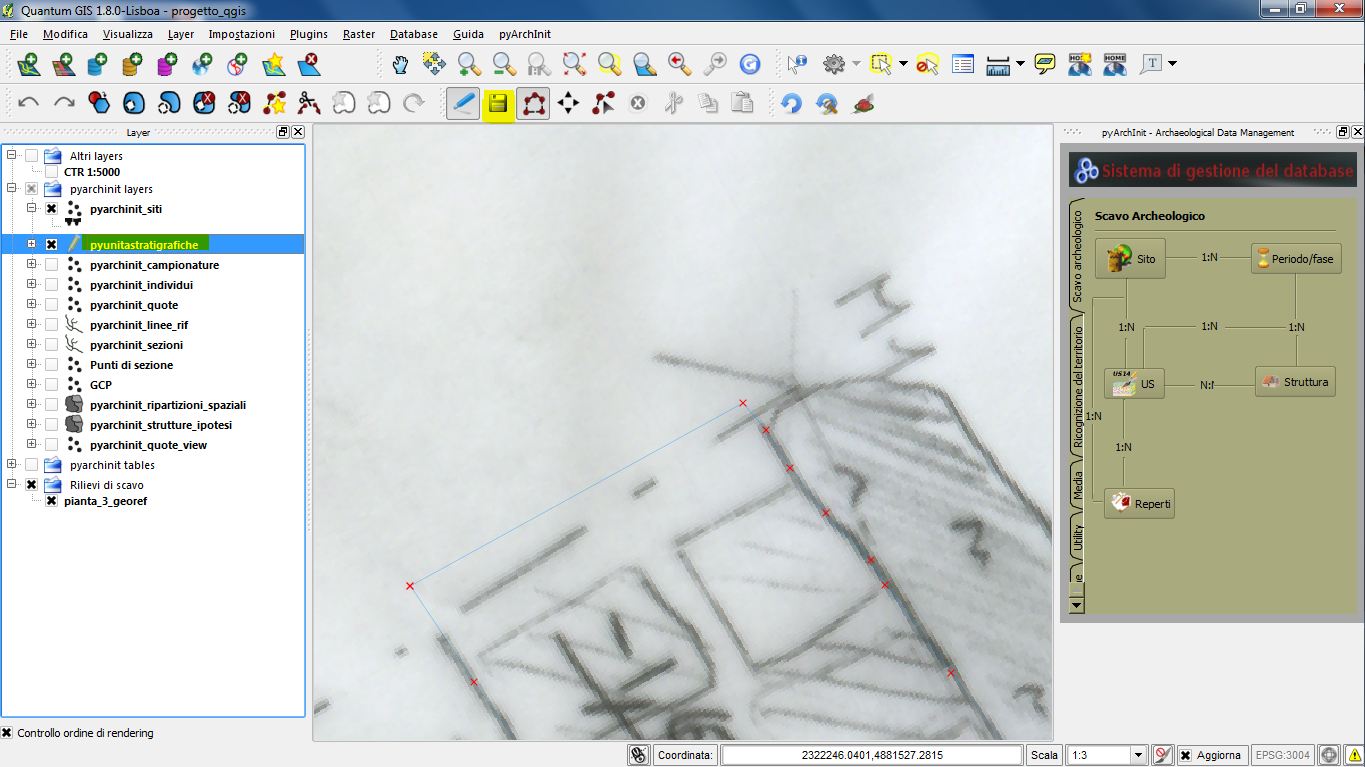 Quantum GIS 1.8.0-Lisboa - progetto_qgis
File Modifica Visualizza Layer Impostazioni Plugins Raster Database Guida pyArchInit
Layer
Altri layers
CTR 1:5000
pyarchinit layers
pyarchinit_siti
pyunitastratigrafiche
pyarchinit_campionature
pyarchinit_individui
pyarchinit_quote
pyarchinit_linee_rif
pyarchinit_sezioni
Punti di sezione
GCP
pyarchinit_ripartizioni_spaziali
pyarchinit_strutture_ipotesi
pyarchinit_quote_view
pyarchinit tables
Rilievi di scavo
pianta_3_georef
Controllo ordine di rendering
pyArchInit - Archaeological Data Management
Sistema di gestione del database
Scavo archeologico
Ricognizione del territorio
Media
Utility
Scavo Archeologico
Sito
1:N
Periodo/fase
1:N
1:N
1:N
US
N:f
Struttura
1:N
1:N
Reperti
Coordinata:
2322246.0401,4881527.2815
Scala
1:3
Aggiorna
EPSG:3004